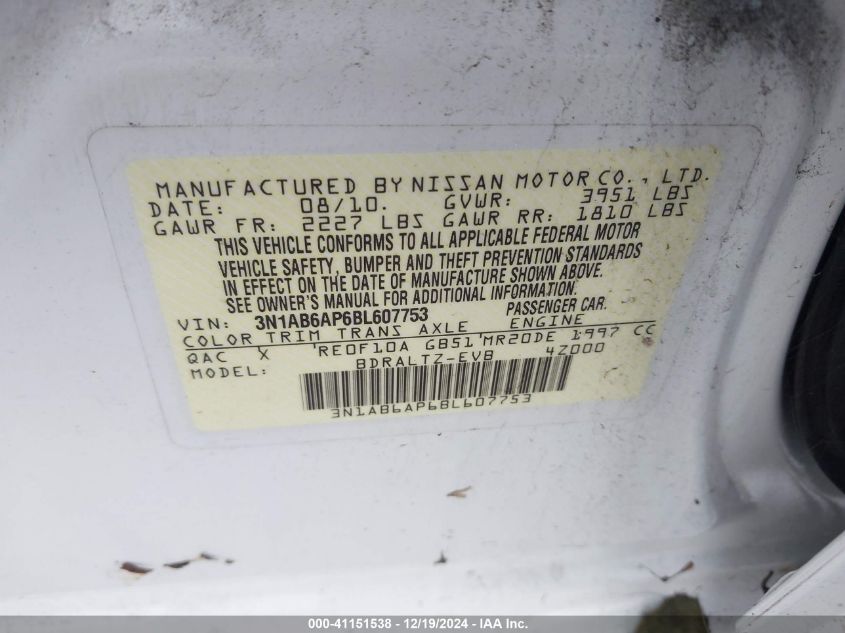 MANUFACTURED BY NISSAN MOTOR CO., LTD.
DATE: 08/10. GVWR: 3951 LBS
GAWR FR: 2227 LBS GAWR RR: 1810 LBS
THIS VEHICLE CONFORMS TO ALL APPLICABLE FEDERAL MOTOR
VEHICLE SAFETY, BUMPER AND THEFT PREVENTION STANDARDS
IN EFFECT ON THE DATE OF MANUFACTURE SHOWN ABOVE.
SEE OWNER'S MANUAL FOR ADDITIONAL INFORMATION.
VIN: 3N1AB6AP6BL607753 PASSENGER CAR.
COLOR TRIM TRANS AXLE ENGINE
QAC X RE0F10A GB51 MR20DE 1997 CC
MODEL: BDRALTZ-EVB 4Z000
3N1AB6AP6BL607753
000-41151538 - 12/19/2024 - IAA Inc.